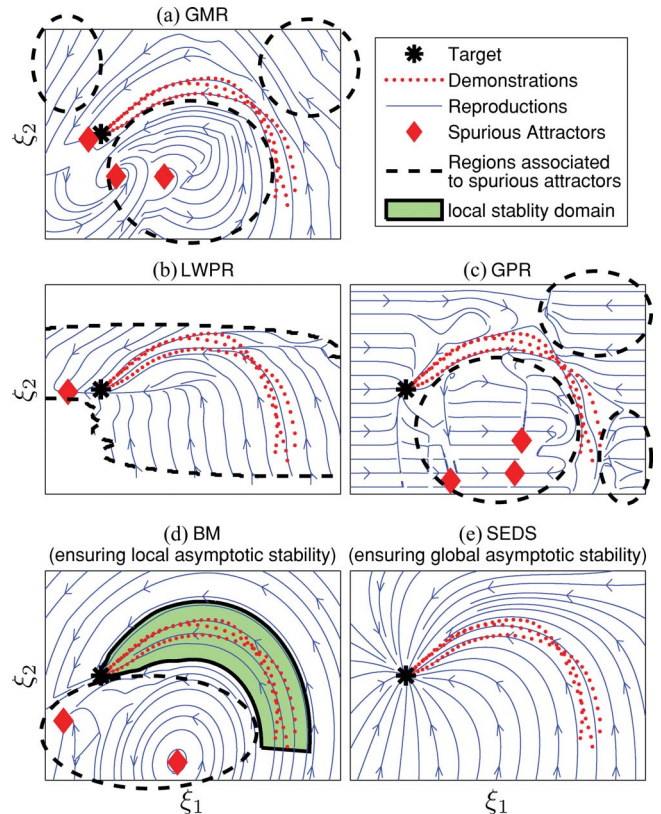 (a) GMR
ξ2
Target
Demonstrations
Reproductions
Spurious Attractors
Regions associated
to spurious attractors
local stablity domain
(b) LWPR
(c) GPR
ξ2
(d) BM
(ensuring local asymptotic stability)
(e) SEDS
(ensuring global asymptotic stability)
ξ2
ξ1
ξ1